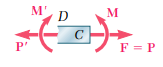 M' D M
C
P' F = P